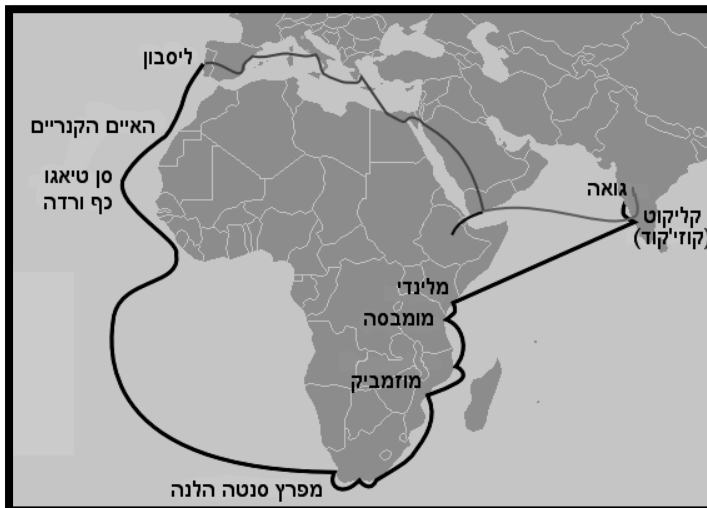 ליסבון
האיים הקנריים
סן טיאגו
כף ורדה
גואה
קליקוט
(קוז'יקוד)
מלינדי
מומבסה
מוזמביק
מפרץ סנטה הלנה